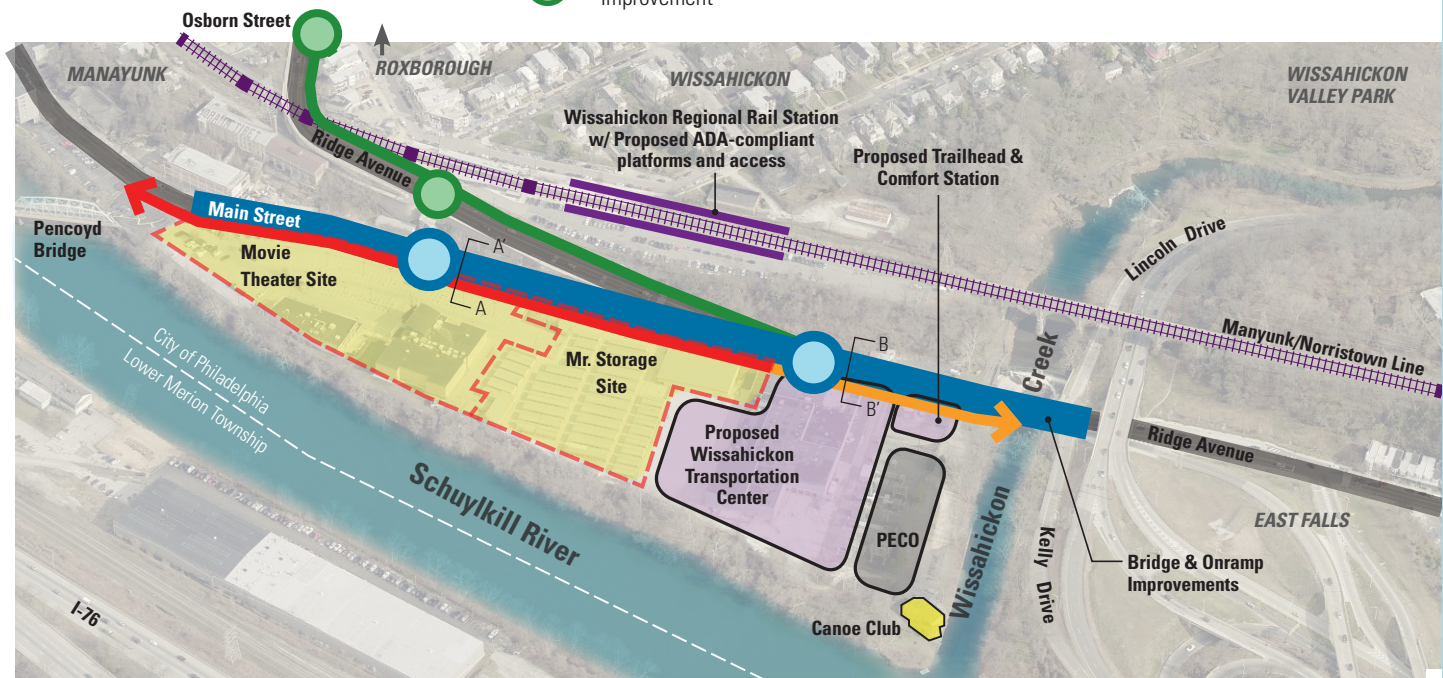 Improvement
Osborn Street
MANAYUNK
ROXBOROUGH
WISSAHICKON
WISSAHICKON
VALLEY PARK
Wissahickon Regional Rail Station
w/ Proposed ADA-compliant
platforms and access
Proposed Trailhead &
Comfort Station
Ridge Avenue
Main Street
Pencoyd
Bridge
Movie
Theater Site
A'
A
Lincoln Drive
Manyunk/Norristown Line
City of Philadelphia
Lower Merion Township
Mr. Storage
Site
B
B'
Creek
Proposed
Wissahickon
Transportation
Center
Ridge Avenue
Schuylkill River
PECO
Wissahickon
Kelly Drive
EAST FALLS
Bridge & Onramp
Improvements
Canoe Club
I-76